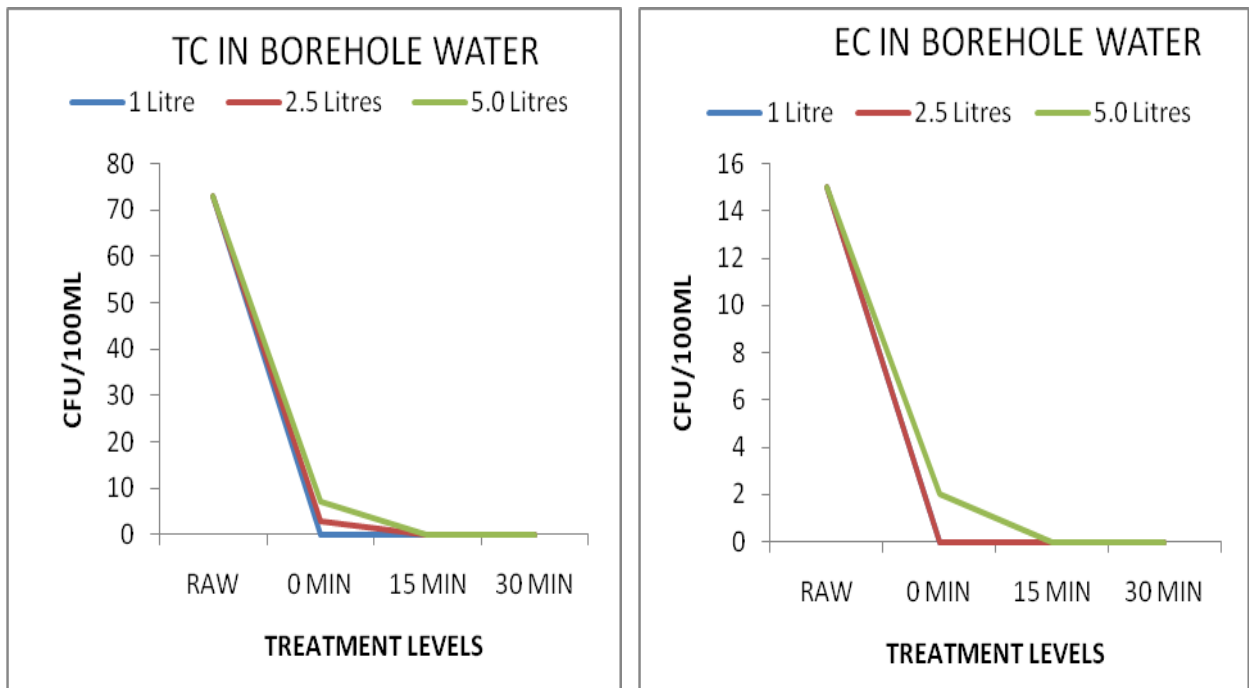 TC IN BOREHOLE WATER
1 Litre 2.5 Litres 5.0 Litres
80
70
60
50
40
30
20
10
0
CFU/100ML
RAW 0 MIN 15 MIN 30 MIN
TREATMENT LEVELS
EC IN BOREHOLE WATER
1 Litre 2.5 Litres 5.0 Litres
16
14
12
10
8
6
4
2
0
CFU/100ML
RAW 0 MIN 15 MIN 30 MIN
TREATMENT LEVELS